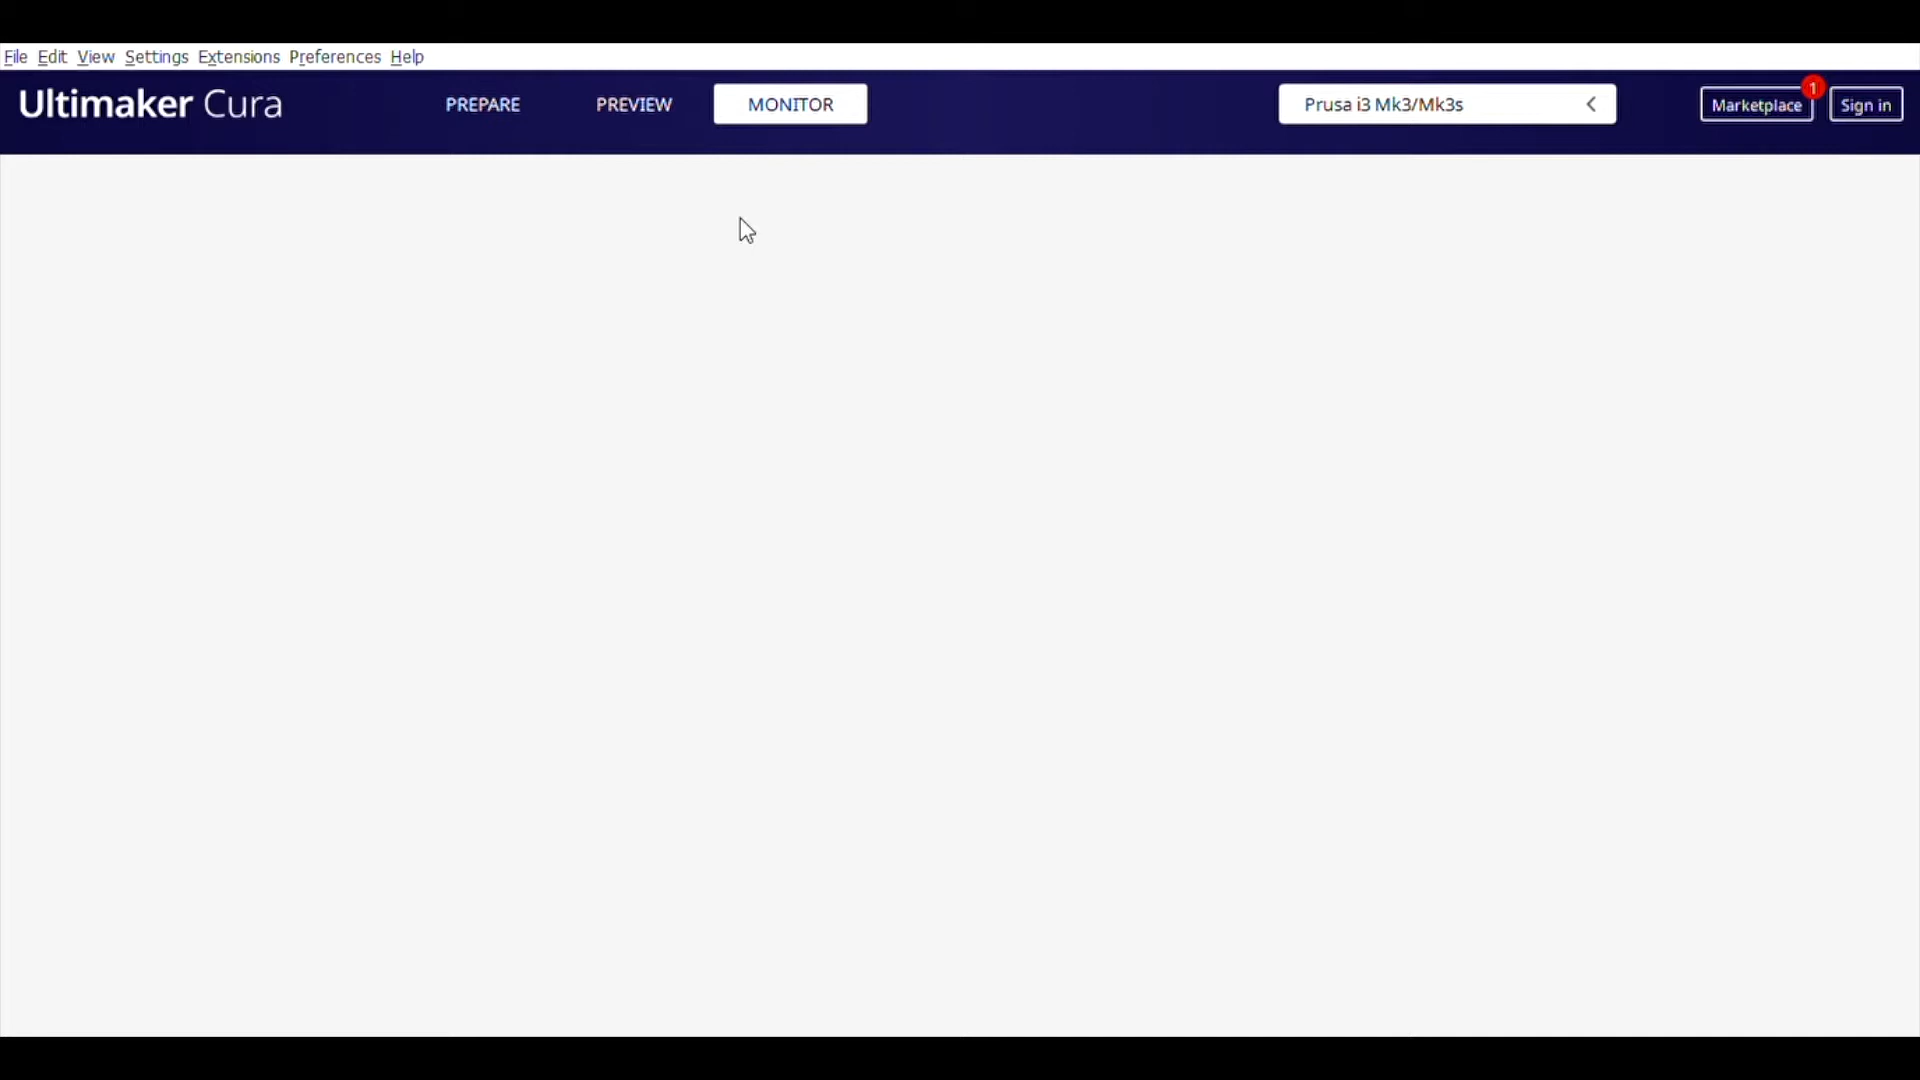 File Edit View Settings Extensions Preferences Help
Ultimaker Cura PREPARE PREVIEW MONITOR Prusa i3 Mk3/Mk3s Marketplace 1 Sign in